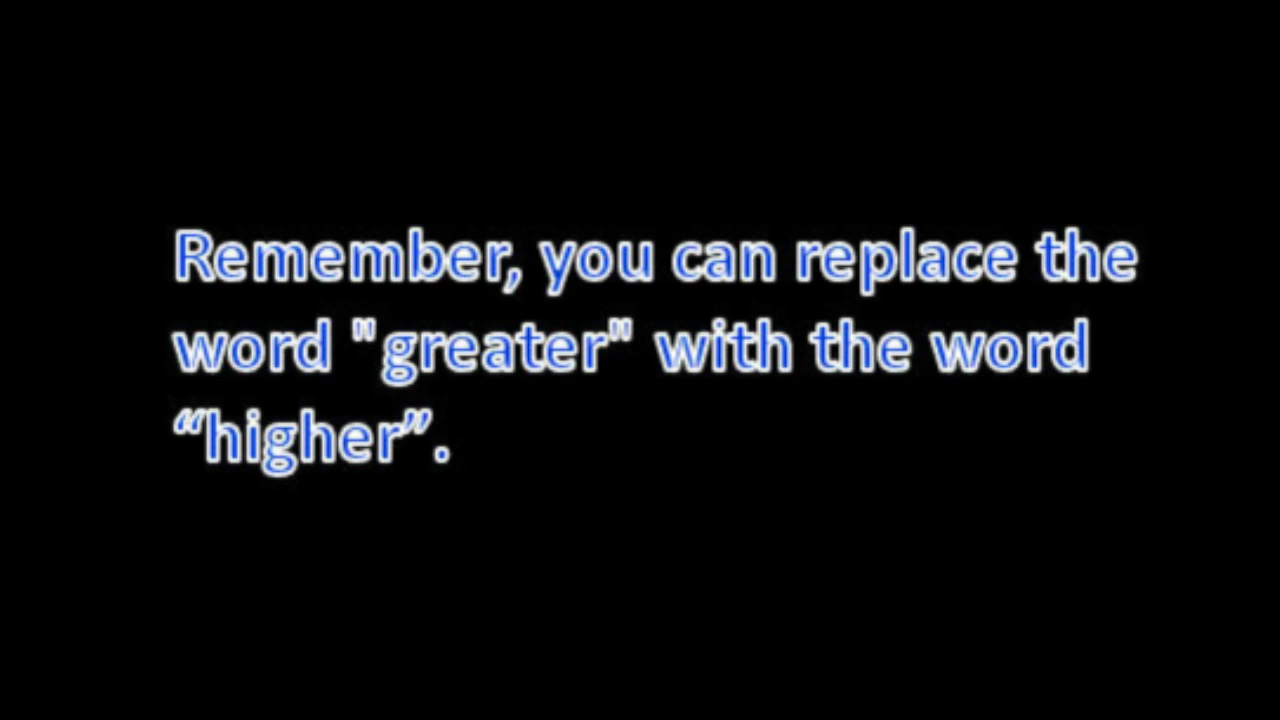 Remember, you can replace the
word "greater" with the word
“higher”.